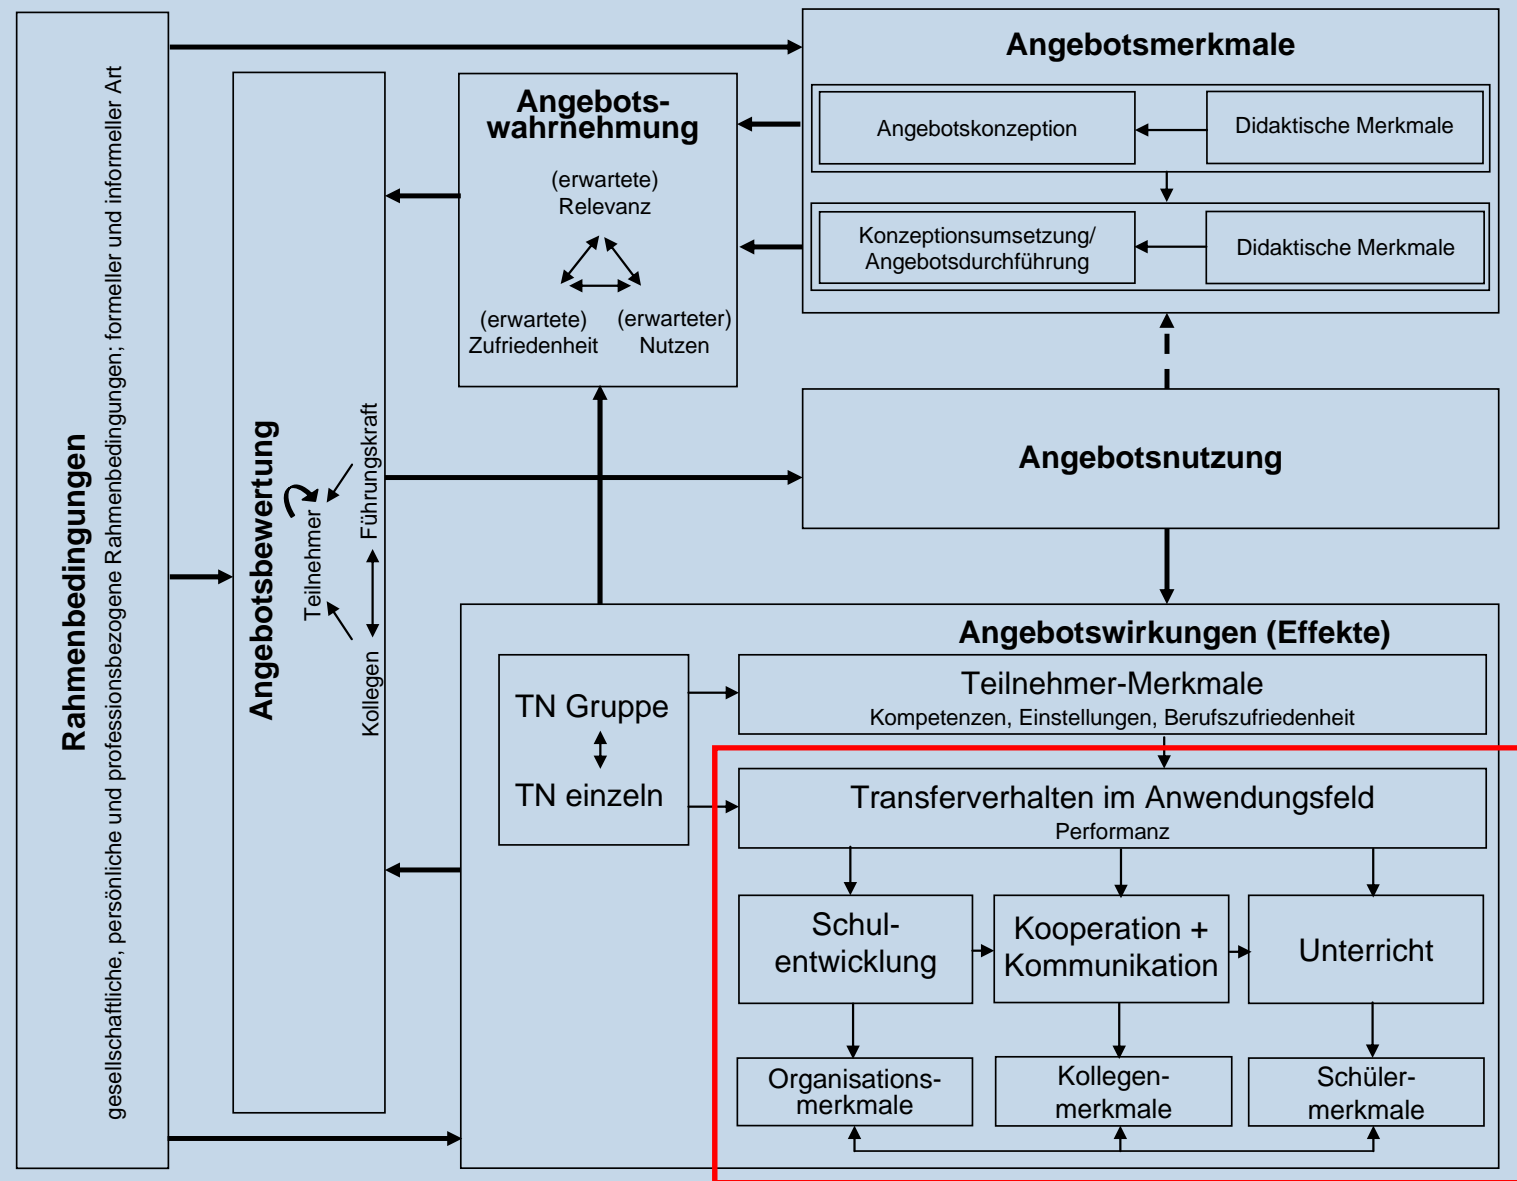 Rahmenbedingungen
gesellschaftliche, persönliche und professionsbezogene Rahmenbedingungen; formeller und informeller Art
Angebotsbewertung
Teilnehmer
Führungskraft
Kollegen
Angebots-
wahrnehmung
(erwartete)
Relevanz
(erwartete)
Zufriedenheit
(erwarteter)
Nutzen
Angebotsmerkmale
Angebotskonzeption
Didaktische Merkmale
Konzeptionsumsetzung/
Angebotsdurchführung
Didaktische Merkmale
Angebotsnutzung
Angebotswirkungen (Effekte)
TN Gruppe
TN einzeln
Teilnehmer-Merkmale
Kompetenzen, Einstellungen, Berufszufriedenheit
Transferverhalten im Anwendungsfeld
Performanz
Schul-
entwicklung
Kooperation +
Kommunikation
Unterricht
Organisations-
merkmale
Kollegen-
merkmale
Schüler-
merkmale